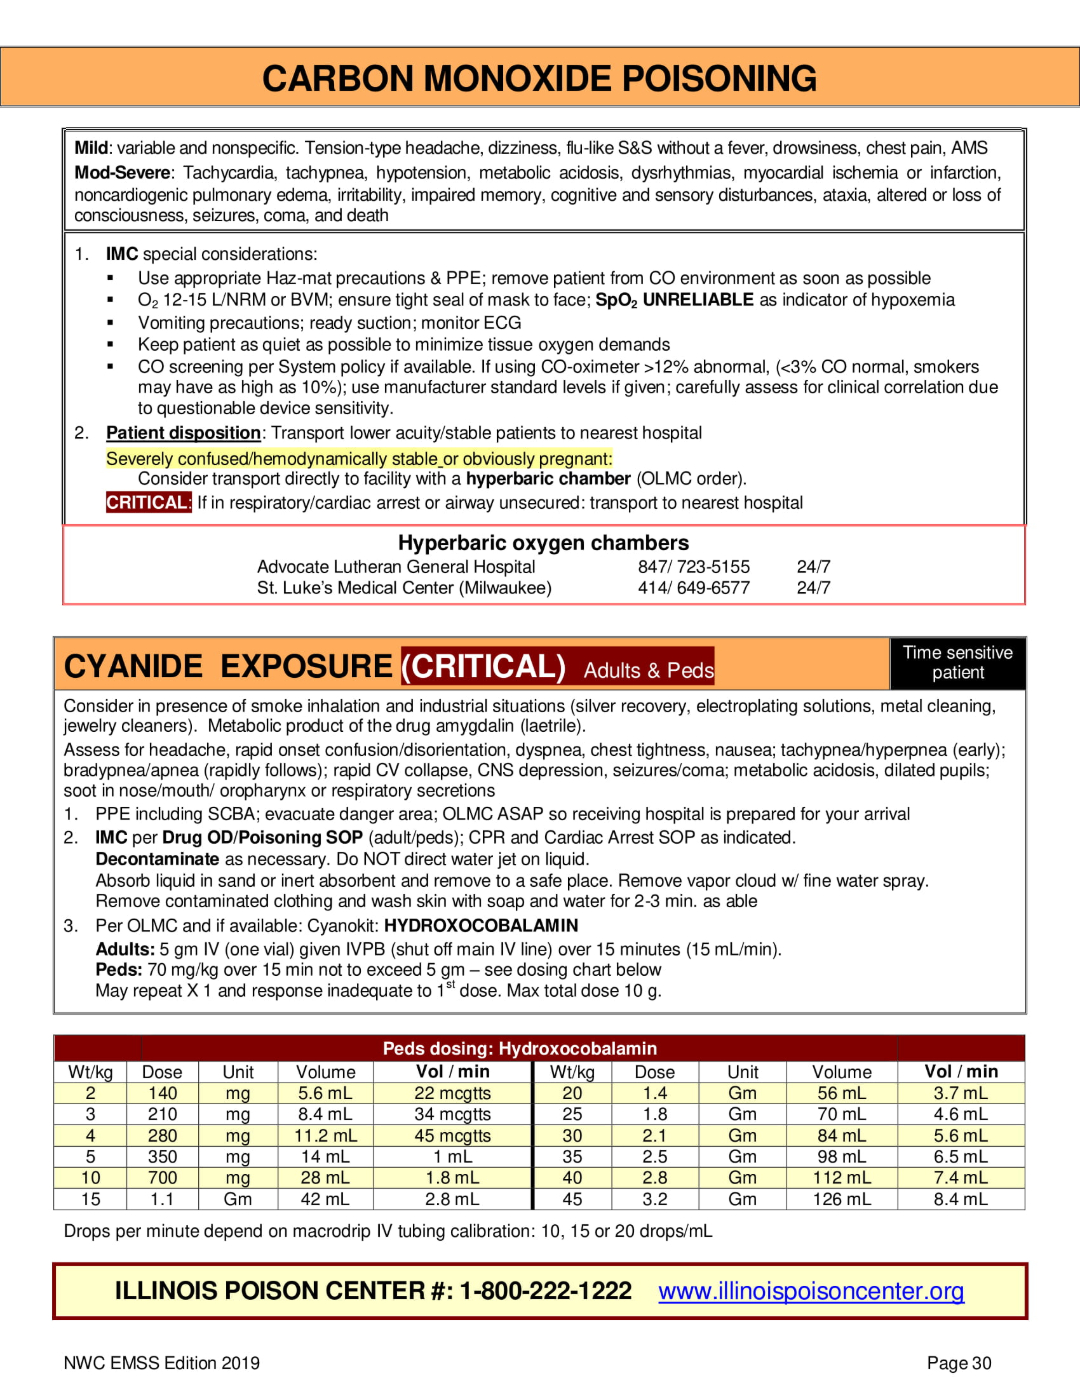 CARBON MONOXIDE POISONING
Mild: variable and nonspecific. Tension-type headache, dizziness, flu-like S&S without a fever, drowsiness, chest pain, AMS
Mod-Severe: Tachycardia, tachypnea, hypotension, metabolic acidosis, dysrhythmias, myocardial ischemia or infarction,
noncardiogenic pulmonary edema, irritability, impaired memory, cognitive and sensory disturbances, ataxia, altered or loss of
consciousness, seizures, coma, and death
1. IMC special considerations:
▪ Use appropriate Haz-mat precautions & PPE; remove patient from CO environment as soon as possible
▪ O2 12-15 L/NRM or BVM; ensure tight seal of mask to face; SpO2 UNRELIABLE as indicator of hypoxemia
▪ Vomiting precautions; ready suction; monitor ECG
▪ Keep patient as quiet as possible to minimize tissue oxygen demands
▪ CO screening per System policy if available. If using CO-oximeter >12% abnormal, (<3% CO normal, smokers
may have as high as 10%); use manufacturer standard levels if given; carefully assess for clinical correlation due
to questionable device sensitivity.
2. Patient disposition: Transport lower acuity/stable patients to nearest hospital
Severely confused/hemodynamically stable or obviously pregnant:
Consider transport directly to facility with a hyperbaric chamber (OLMC order).
CRITICAL: If in respiratory/cardiac arrest or airway unsecured: transport to nearest hospital
Hyperbaric oxygen chambers
Advocate Lutheran General Hospital 847/ 723-5155 24/7
St. Luke's Medical Center (Milwaukee) 414/ 649-6577 24/7
CYANIDE EXPOSURE (CRITICAL) Adults & Peds
Time sensitive
patient
Consider in presence of smoke inhalation and industrial situations (silver recovery, electroplating solutions, metal cleaning,
jewelry cleaners). Metabolic product of the drug amygdalin (laetrile).
Assess for headache, rapid onset confusion/disorientation, dyspnea, chest tightness, nausea; tachypnea/hyperpnea (early);
bradypnea/apnea (rapidly follows); rapid CV collapse, CNS depression, seizures/coma; metabolic acidosis, dilated pupils;
soot in nose/mouth/ oropharynx or respiratory secretions
1. PPE including SCBA; evacuate danger area; OLMC ASAP so receiving hospital is prepared for your arrival
2. IMC per Drug OD/Poisoning SOP (adult/peds); CPR and Cardiac Arrest SOP as indicated.
Decontaminate as necessary. Do NOT direct water jet on liquid.
Absorb liquid in sand or inert absorbent and remove to a safe place. Remove vapor cloud w/ fine water spray.
Remove contaminated clothing and wash skin with soap and water for 2-3 min. as able
3. Per OLMC and if available: Cyanokit: HYDROXOCOBALAMIN
Adults: 5 gm IV (one vial) given IVPB (shut off main IV line) over 15 minutes (15 mL/min).
Peds: 70 mg/kg over 15 min not to exceed 5 gm – see dosing chart below
May repeat X 1 and response inadequate to 1st dose. Max total dose 10 g.
Peds dosing: Hydroxocobalamin
Wt/kg Dose Unit Volume Vol / min Wt/kg Dose Unit Volume Vol / min
2 140 mg 5.6 mL 22 mcgtts 20 1.4 Gm 56 mL 3.7 mL
3 210 mg 8.4 mL 34 mcgtts 25 1.8 Gm 70 mL 4.6 mL
4 280 mg 11.2 mL 45 mcgtts 30 2.1 Gm 84 mL 5.6 mL
5 350 mg 14 mL 1 mL 35 2.5 Gm 98 mL 6.5 mL
10 700 mg 28 mL 1.8 mL 40 2.8 Gm 112 mL 7.4 mL
15 1.1 Gm 42 mL 2.8 mL 45 3.2 Gm 126 mL 8.4 mL
Drops per minute depend on macrodrip IV tubing calibration: 10, 15 or 20 drops/mL
ILLINOIS POISON CENTER #: 1-800-222-1222 www.illinoispoisoncenter.org
NWC EMSS Edition 2019 Page 30